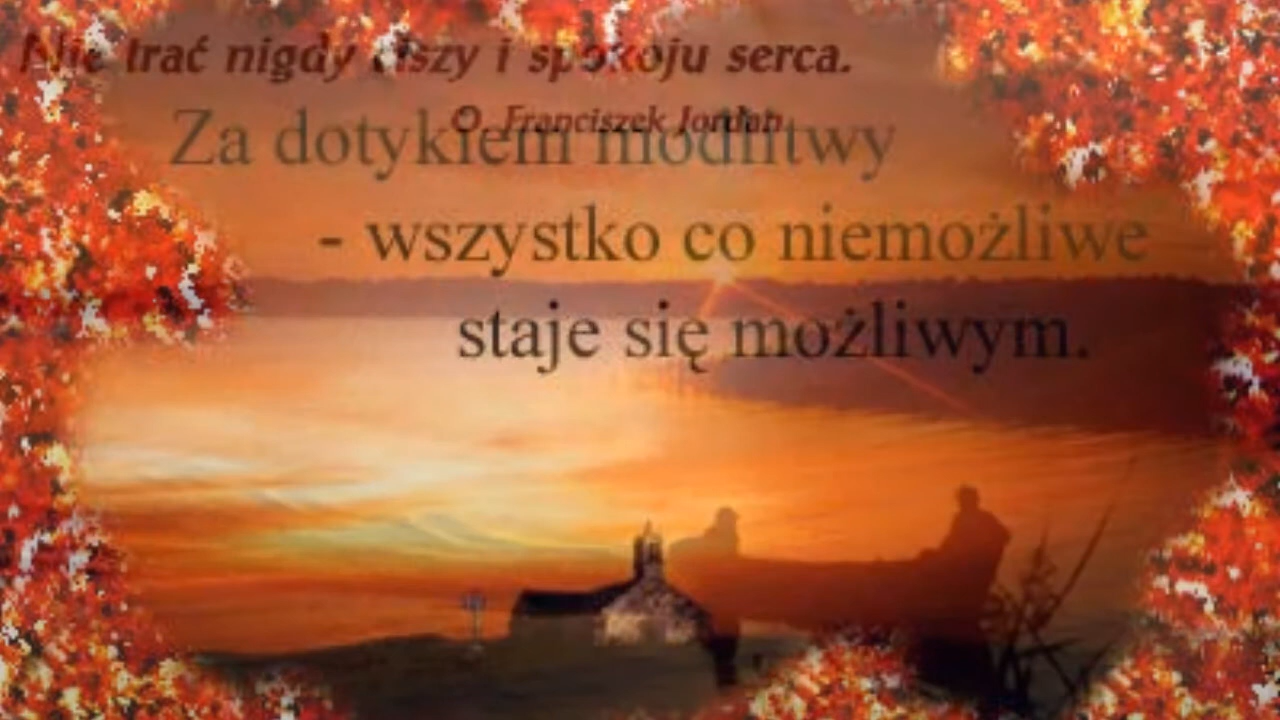 Nie trać nigdy ciszy i spokoju serca.
O. Franciszek Jordan
Za dotykiem modlitwy
- wszystko co niemożliwe
staje się możliwym.